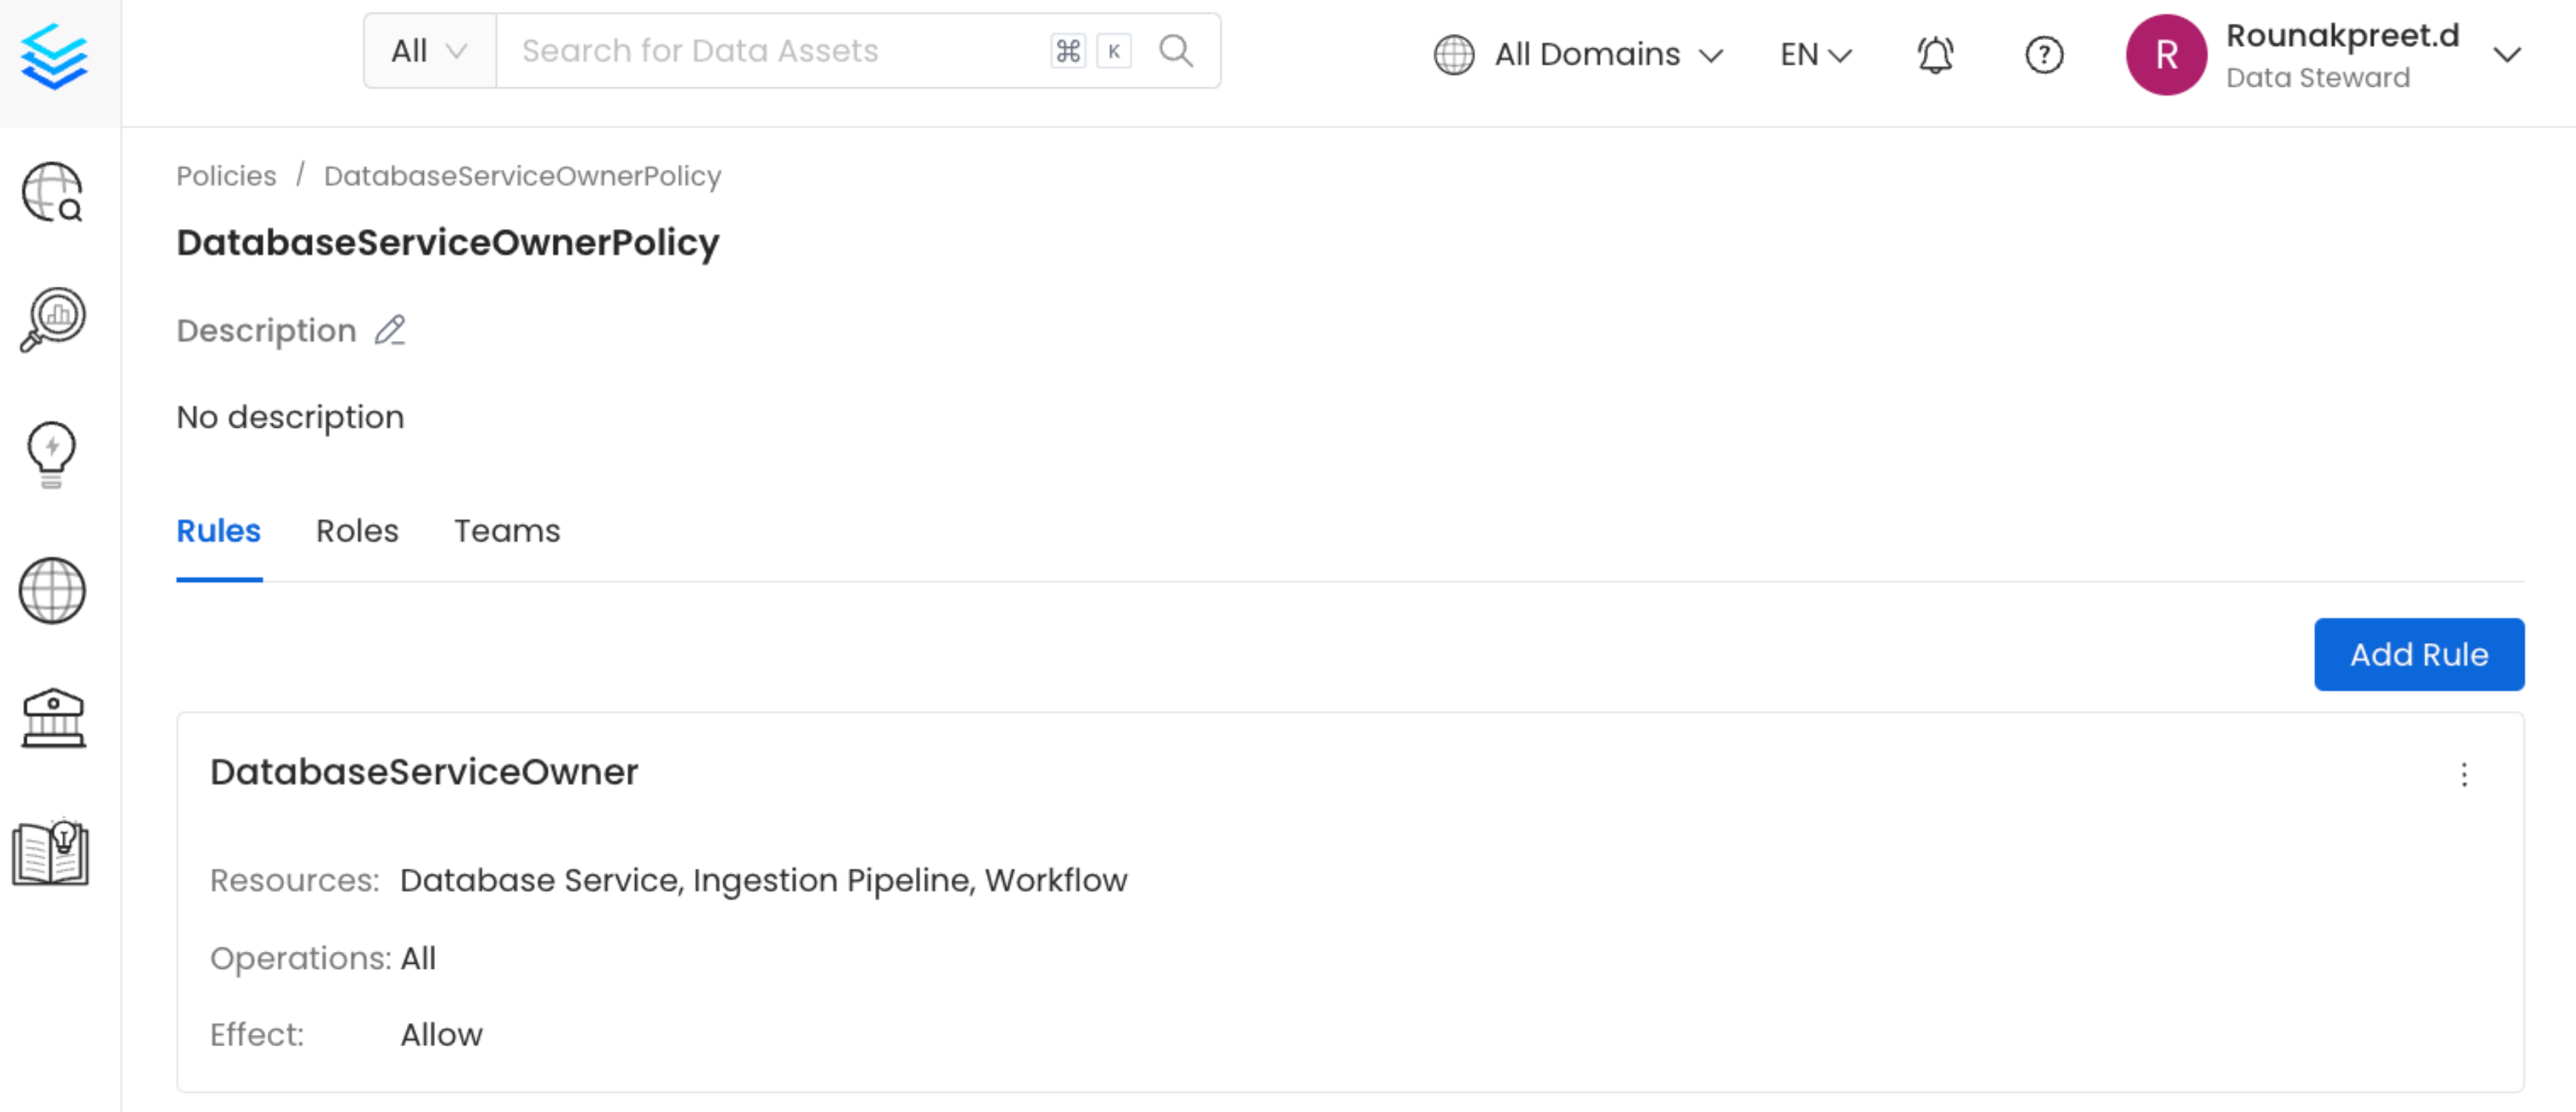 All
Search for Data Assets
⌘ K
All Domains
EN
?
R
Rounakpreet.d
Data Steward
Policies / DatabaseServiceOwnerPolicy
DatabaseServiceOwnerPolicy
Description
No description
Rules Roles Teams
Add Rule
DatabaseServiceOwner
Resources: Database Service, Ingestion Pipeline, Workflow
Operations: All
Effect: Allow